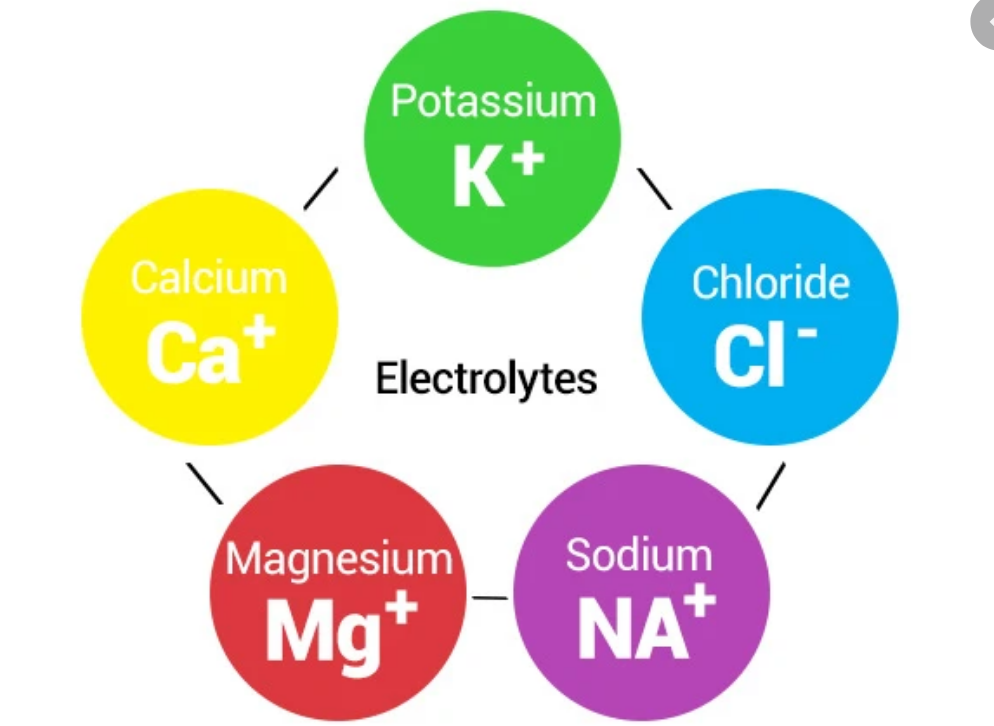 Potassium
K+
Calcium
Ca+
Chloride
Cl-
Electrolytes
Magnesium
Mg+
Sodium
NA+